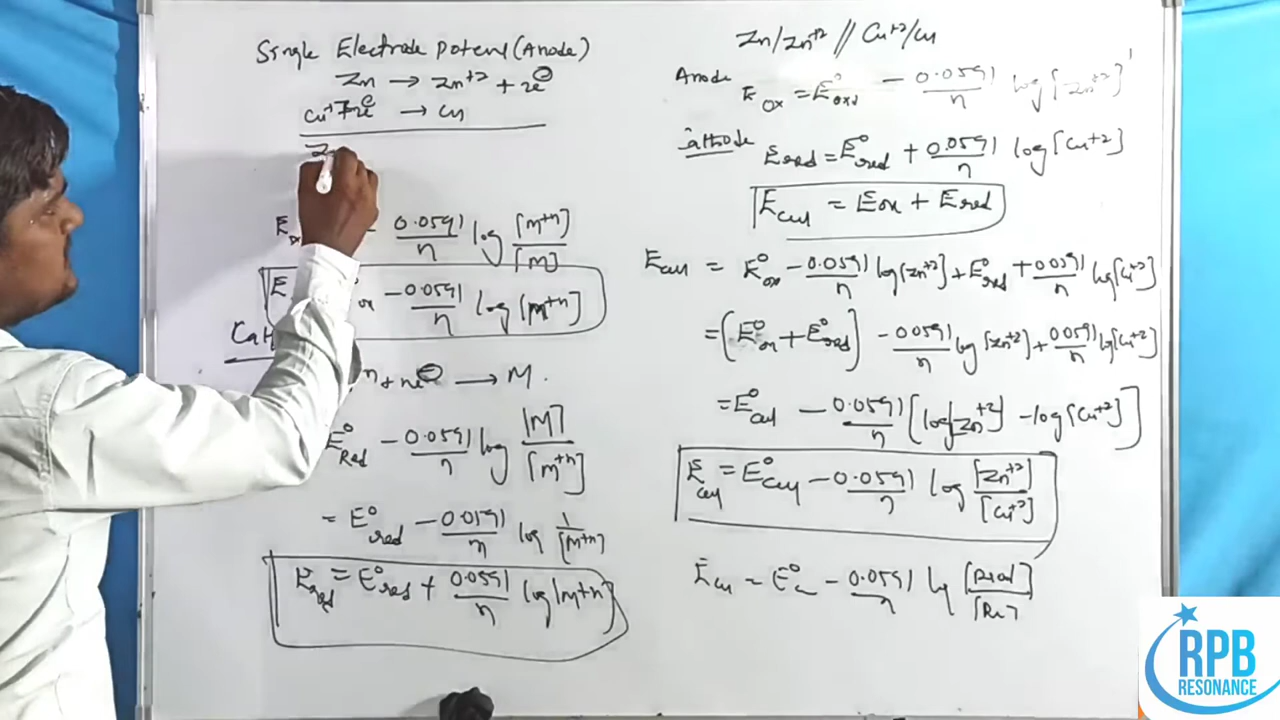 Single Electrode Poten(Anode)
Zn → Zn+2 + 2e⊖
Cu+ + 2e⊖ → Cu
Zn
E 0.0591/n log [M+n]/[M]
E ox − 0.0591/n log [M+n]
CaH
n + ne⊖ → M.
E°Red − 0.0591/n log [M]/[M+n]
= E°red − 0.0591/n log 1/[M+n]
Ered = E°red + 0.0591/n log [M+n]
Zn/Zn+2 // Cu+2/Cu
Anode Eox = E°oxd − 0.0591/n log [Zn+2]
Cathode Ered = E°red + 0.0591/n log [Cu+2]
Ecell = Eox + Ered
Ecell = E°ox − 0.0591/n log [Zn+2] + E°red + 0.0591/n log [Cu+2]
= [E°ox + E°red] − 0.0591/n log [Zn+2] + 0.0591/n log [Cu+2]
= E°cell − 0.0591/n [log [Zn+2] − log [Cu+2]]
Ecell = E°cell − 0.0591/n log [Zn+2]/[Cu+2]
Ecell = E° − 0.0591/n log [Prod]/[Rec]
RPB
RESONANCE